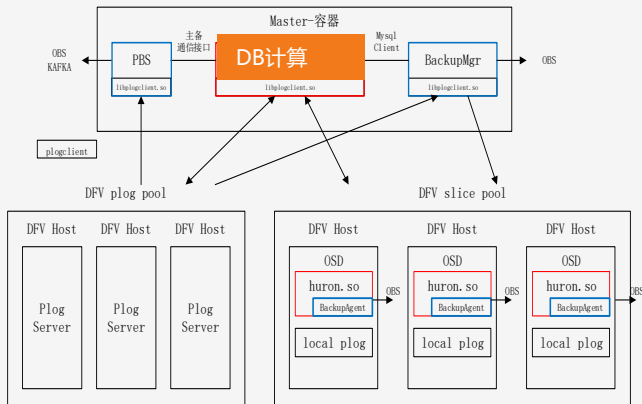 Master-容器
OBS
KAFKA
PBS
libplogclient.so
主备
通信接口
DB计算
libplogclient.so
Mysql
Client
BackupMgr
libplogclient.so
OBS
plogclient
DFV plog pool
DFV slice pool
DFV Host
DFV Host
DFV Host
Plog
Server
Plog
Server
Plog
Server
DFV Host
DFV Host
DFV Host
OSD
huron.so
BackupAgent
OBS
local plog
OSD
huron.so
BackupAgent
OBS
local plog
OSD
huron.so
BackupAgent
OBS
local plog